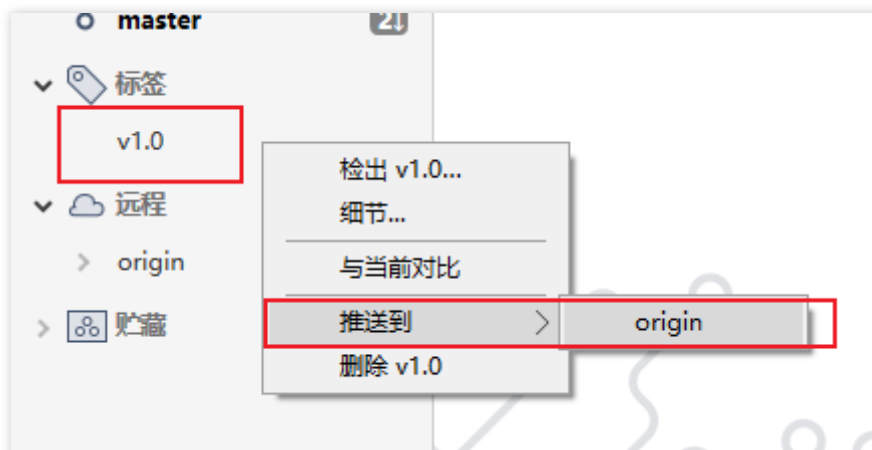 master 2↓
标签
v1.0
检出 v1.0...
远程
细节...
origin
与当前对比
贮藏
推送到
origin
删除 v1.0